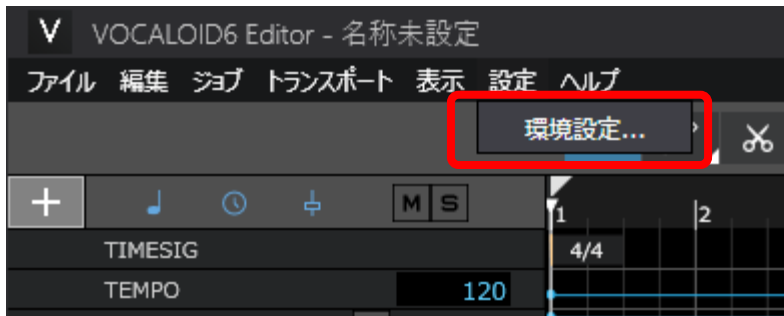 V VOCALOID6 Editor - 名称未設定
ファイル 編集 ジョブ トランスポート 表示 設定 ヘルプ
環境設定...
M S
1 2
TIMESIG 4/4
TEMPO 120